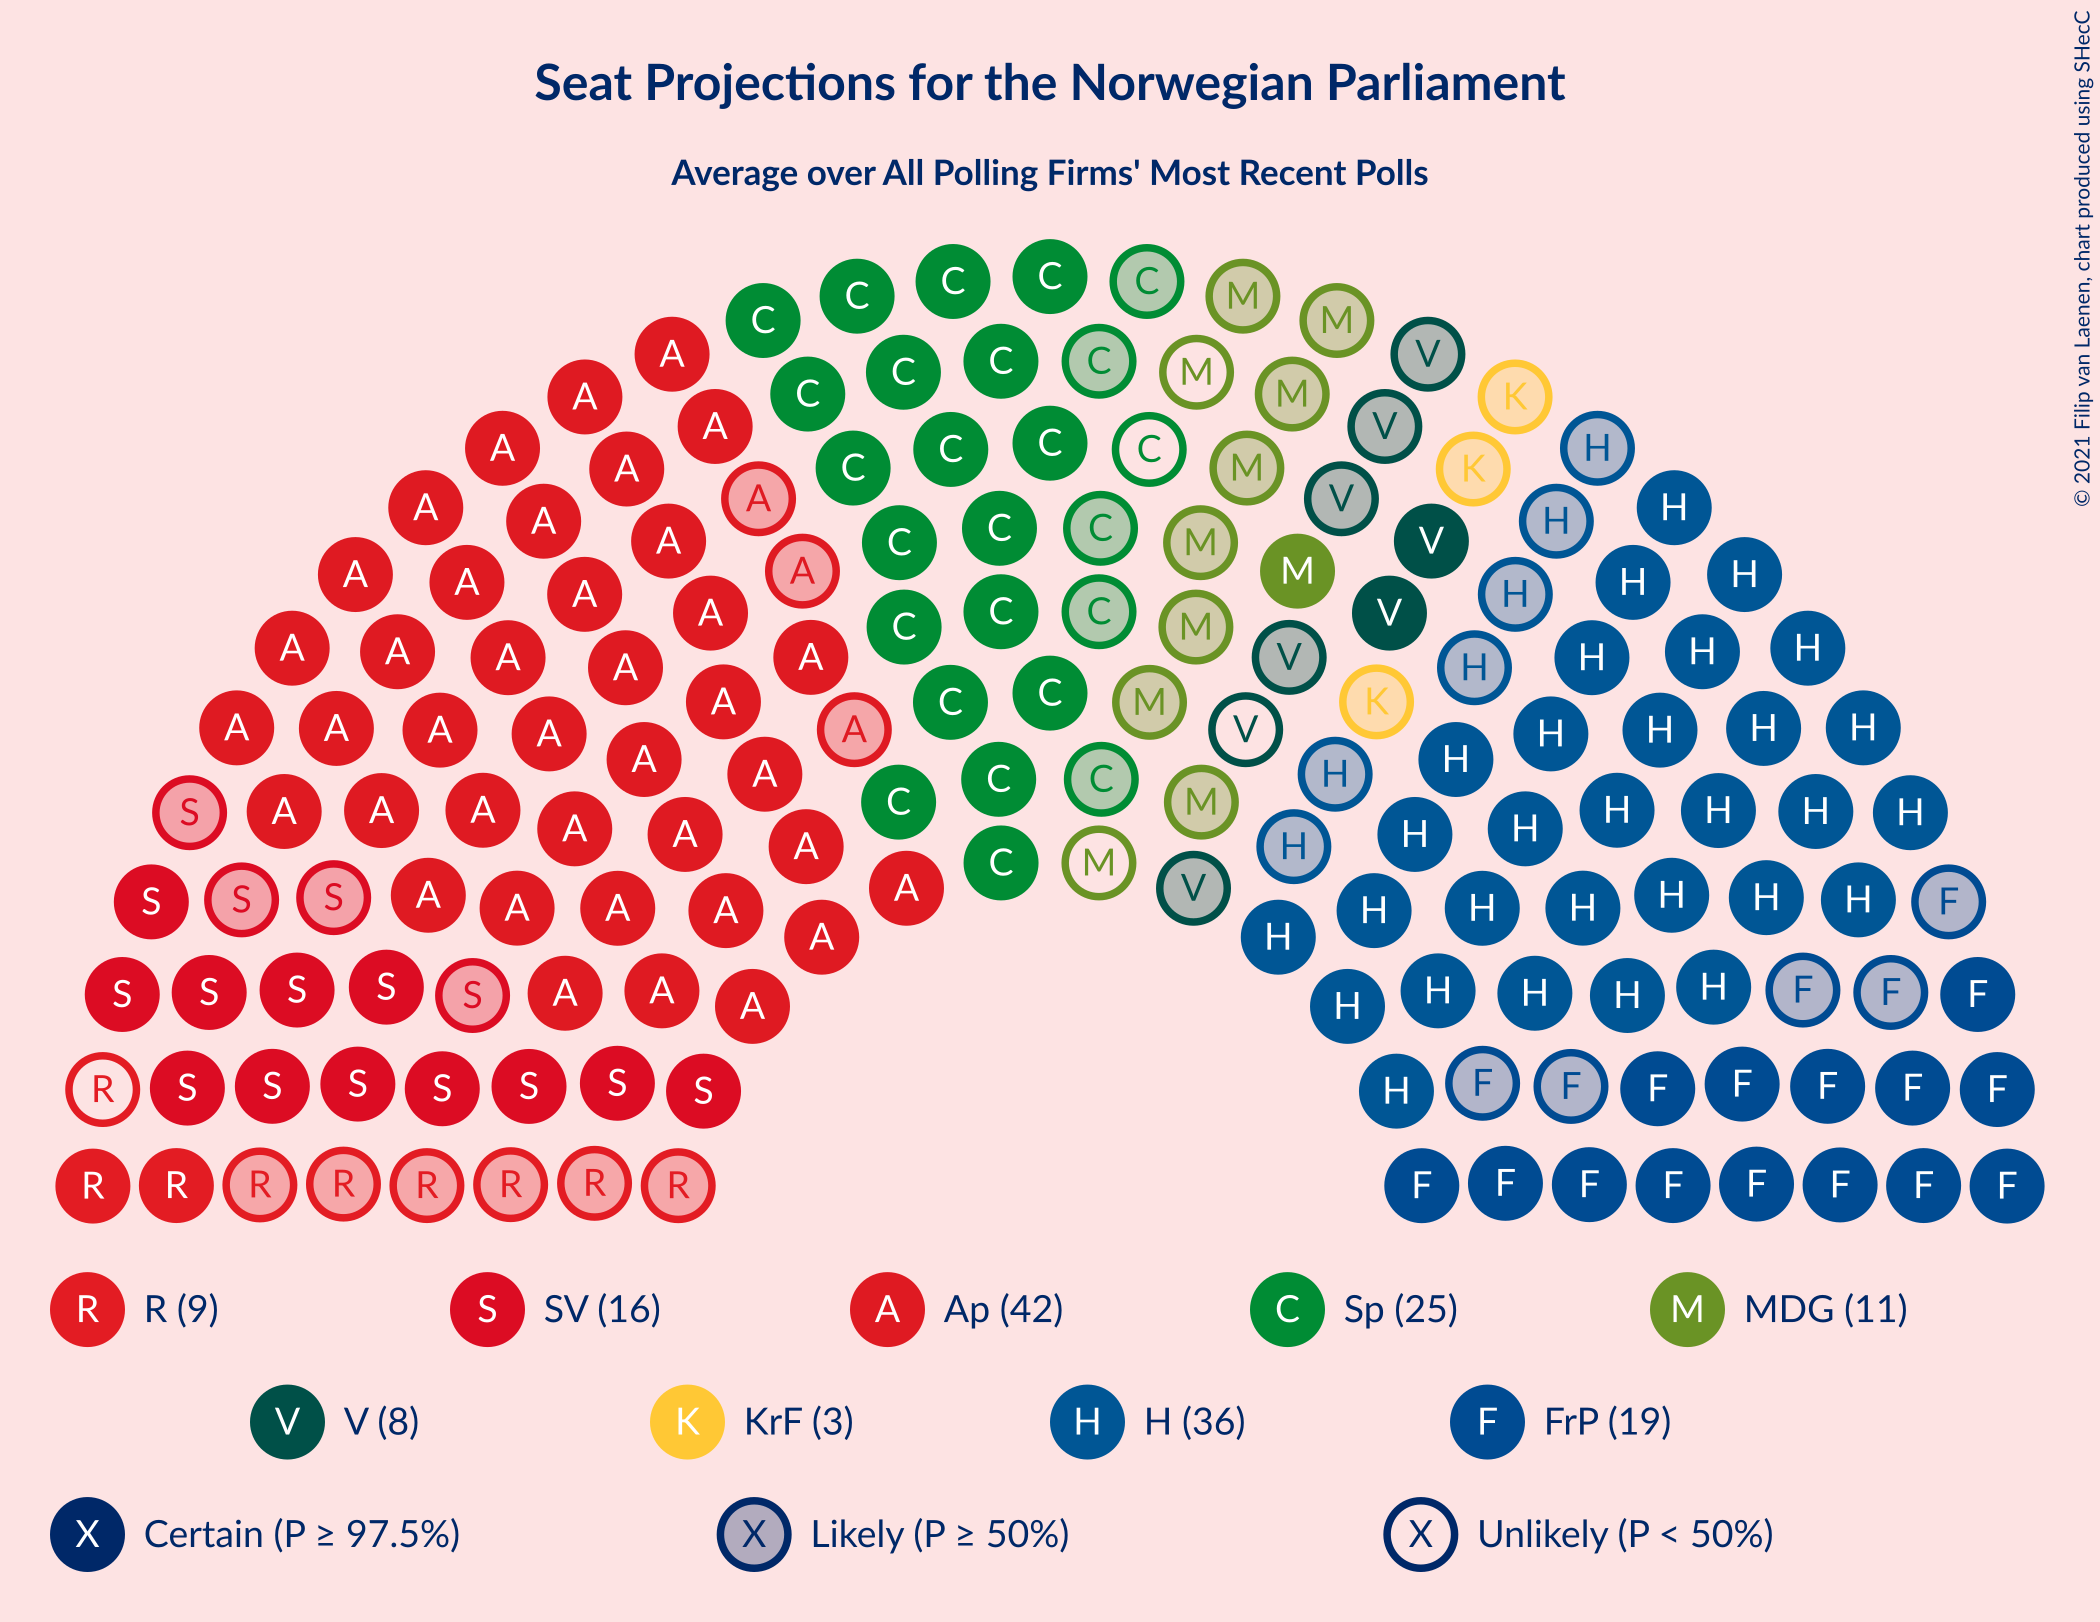 Seat Projections for the Norwegian Parliament
Average over All Polling Firms' Most Recent Polls
© 2021 Filip van Laenen, chart produced using SHecC
C C C C C M M
A C C C C M M V K
A A C C C C M V K H
A A A C C C M V V H H
A A A A C C C M M V H H H
A A A A A C C M V K H H H H
A A A A A A C C C M V H H H H H
S A A A A A A C M V H H H H H H
S S S A A A A A H H H H H H F
S S S S S A A A H H H H H F F F
R S S S S S S S H F F F F F F F
R R R R R R R R F F F F F F F F
R R (9) S SV (16) A Ap (42) C Sp (25) M MDG (11)
V V (8) K KrF (3) H H (36) F FrP (19)
X Certain (P ≥ 97.5%) X Likely (P ≥ 50%) X Unlikely (P < 50%)